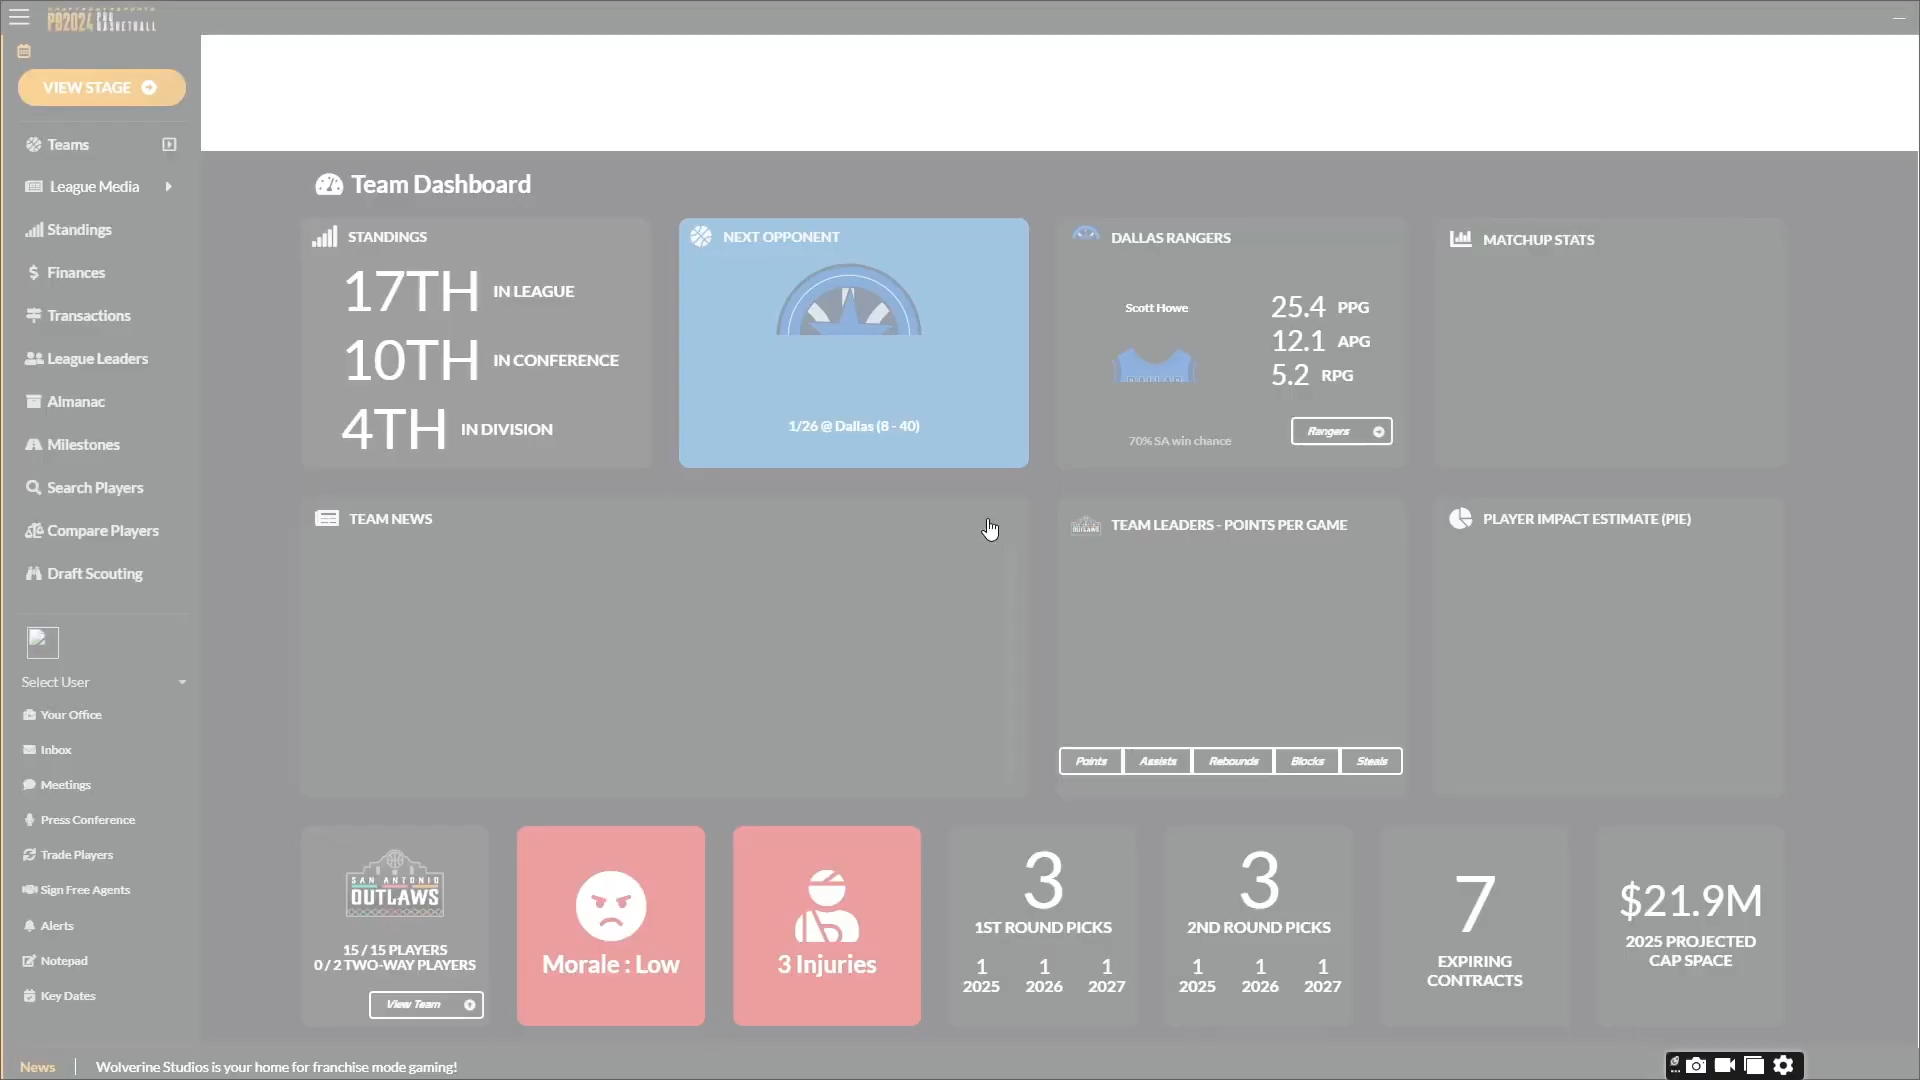 PB2024 PRO BASKETBALL
VIEW STAGE
Teams
League Media
Standings
Finances
Transactions
League Leaders
Almanac
Milestones
Search Players
Compare Players
Draft Scouting
Select User
Your Office
Inbox
Meetings
Press Conference
Trade Players
Sign Free Agents
Alerts
Notepad
Key Dates
Team Dashboard
STANDINGS
17TH IN LEAGUE
10TH IN CONFERENCE
4TH IN DIVISION
NEXT OPPONENT
1/26 @ Dallas (8 - 40)
DALLAS RANGERS
Scott Howe
25.4 PPG
12.1 APG
5.2 RPG
70% SA win chance
Rangers
MATCHUP STATS
TEAM NEWS
TEAM LEADERS - POINTS PER GAME
Points Assists Rebounds Blocks Steals
PLAYER IMPACT ESTIMATE (PIE)
SAN ANTONIO
OUTLAWS
15 / 15 PLAYERS
0 / 2 TWO-WAY PLAYERS
View Team
Morale : Low
3 Injuries
3
1ST ROUND PICKS
1 1 1
2025 2026 2027
3
2ND ROUND PICKS
1 1 1
2025 2026 2027
7
EXPIRING
CONTRACTS
$21.9M
2025 PROJECTED
CAP SPACE
News
Wolverine Studios is your home for franchise mode gaming!